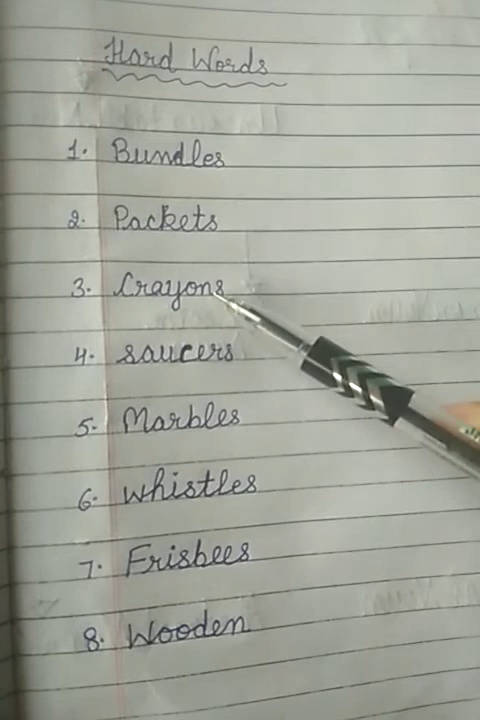 Hard Words
1. Bundles
2. Packets
3. Crayons
4. saucers
5. Marbles
6. whistles
7. Frisbees
8. Wooden